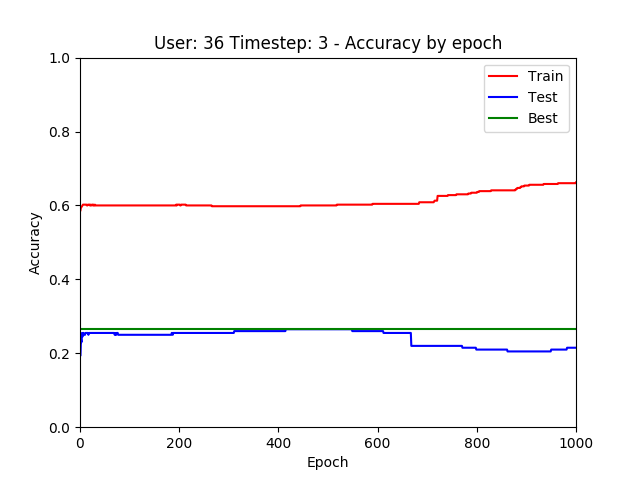 User: 36 Timestep: 3 - Accuracy by epoch
Train
Test
Best
Accuracy
1.0
0.8
0.6
0.4
0.2
0.0
0 200 400 600 800 1000
Epoch